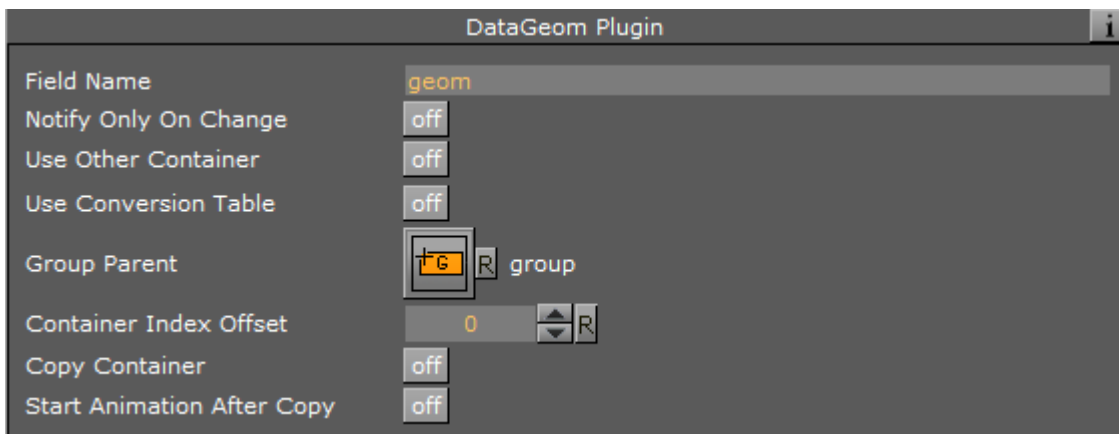 DataGeom Plugin i
Field Name geom
Notify Only On Change off
Use Other Container off
Use Conversion Table off
Group Parent G R group
Container Index Offset 0 R
Copy Container off
Start Animation After Copy off